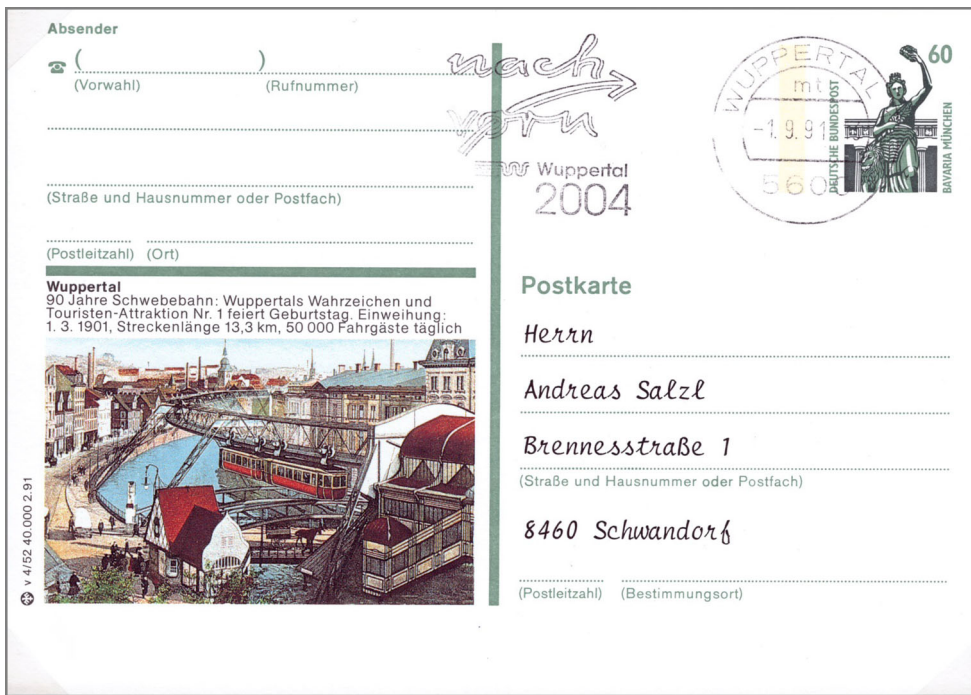 Absender
☎ ( )
(Vorwahl) (Rufnummer)
(Straße und Hausnummer oder Postfach)
(Postleitzahl) (Ort)
Wuppertal
90 Jahre Schwebebahn: Wuppertals Wahrzeichen und
Touristen-Attraktion Nr. 1 feiert Geburtstag. Einweihung:
1. 3. 1901, Streckenlänge 13,3 km, 50 000 Fahrgäste täglich
v 4/52 40.000 2.91
nach
vorn
Wuppertal
2004
WUPPERTAL
mt
-1. 9. 91
5600
60
DEUTSCHE BUNDESPOST
BAVARIA MÜNCHEN
Postkarte
Herrn
Andreas Salzl
Brennesstraße 1
(Straße und Hausnummer oder Postfach)
8460 Schwandorf
(Postleitzahl) (Bestimmungsort)